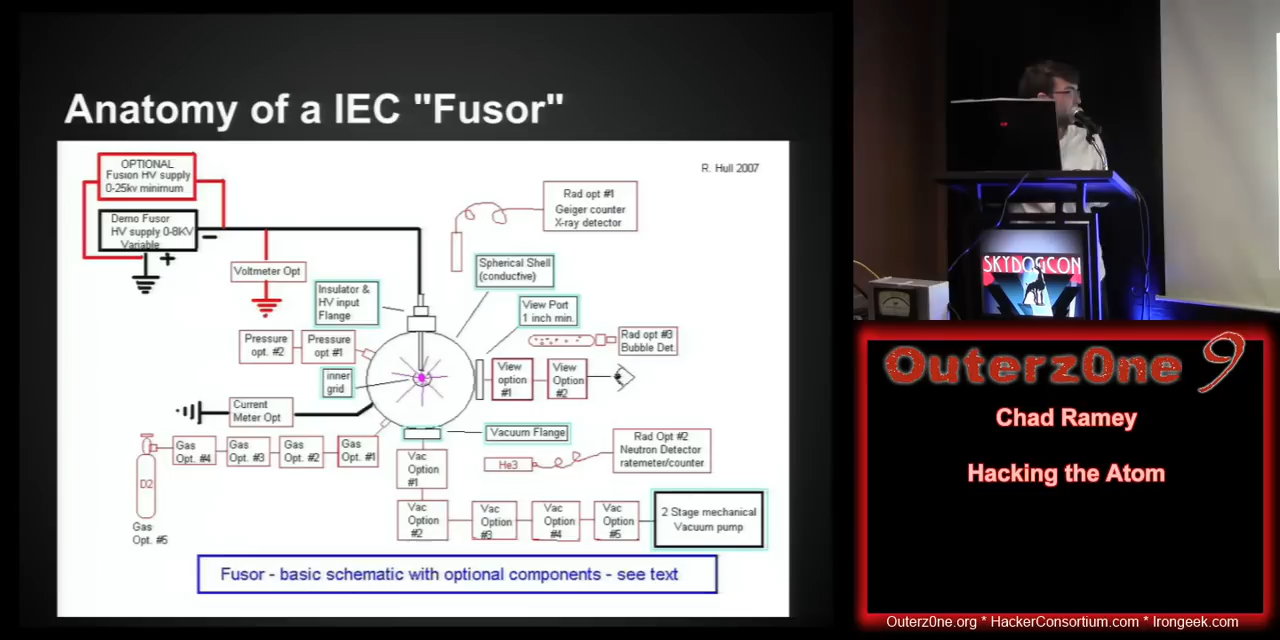 Anatomy of a IEC "Fusor"
OPTIONAL
Fusion HV supply
0-25kv minimum
R. Hull 2007
Demo Fusor
HV supply 0-8KV
Variable
Rad opt #1
Geiger counter
X-ray detector
Voltmeter Opt
Spherical Shell
(conductive)
Insulator &
HV input
Flange
View Port
1 inch min.
Pressure
opt. #2
Pressure
opt #1
Rad opt #3
Bubble Det.
inner
grid
View
option
#1
View
Option
#2
Current
Meter Opt
Vacuum Flange
Gas
Opt. #4
Gas
Opt. #3
Gas
Opt. #2
Gas
Opt. #1
Rad Opt #2
Neutron Detector
ratemeter/counter
He3
D2
Gas
Opt. #5
Vac
Option
#1
Vac
Option
#2
Vac
Option
#3
Vac
Option
#4
Vac
Option
#5
2 Stage mechanical
Vacuum pump
Fusor - basic schematic with optional components - see text
SKYDOGCON
Outerz0ne 9
Chad Ramey
Hacking the Atom
Outerz0ne.org * HackerConsortium.com * Irongeek.com